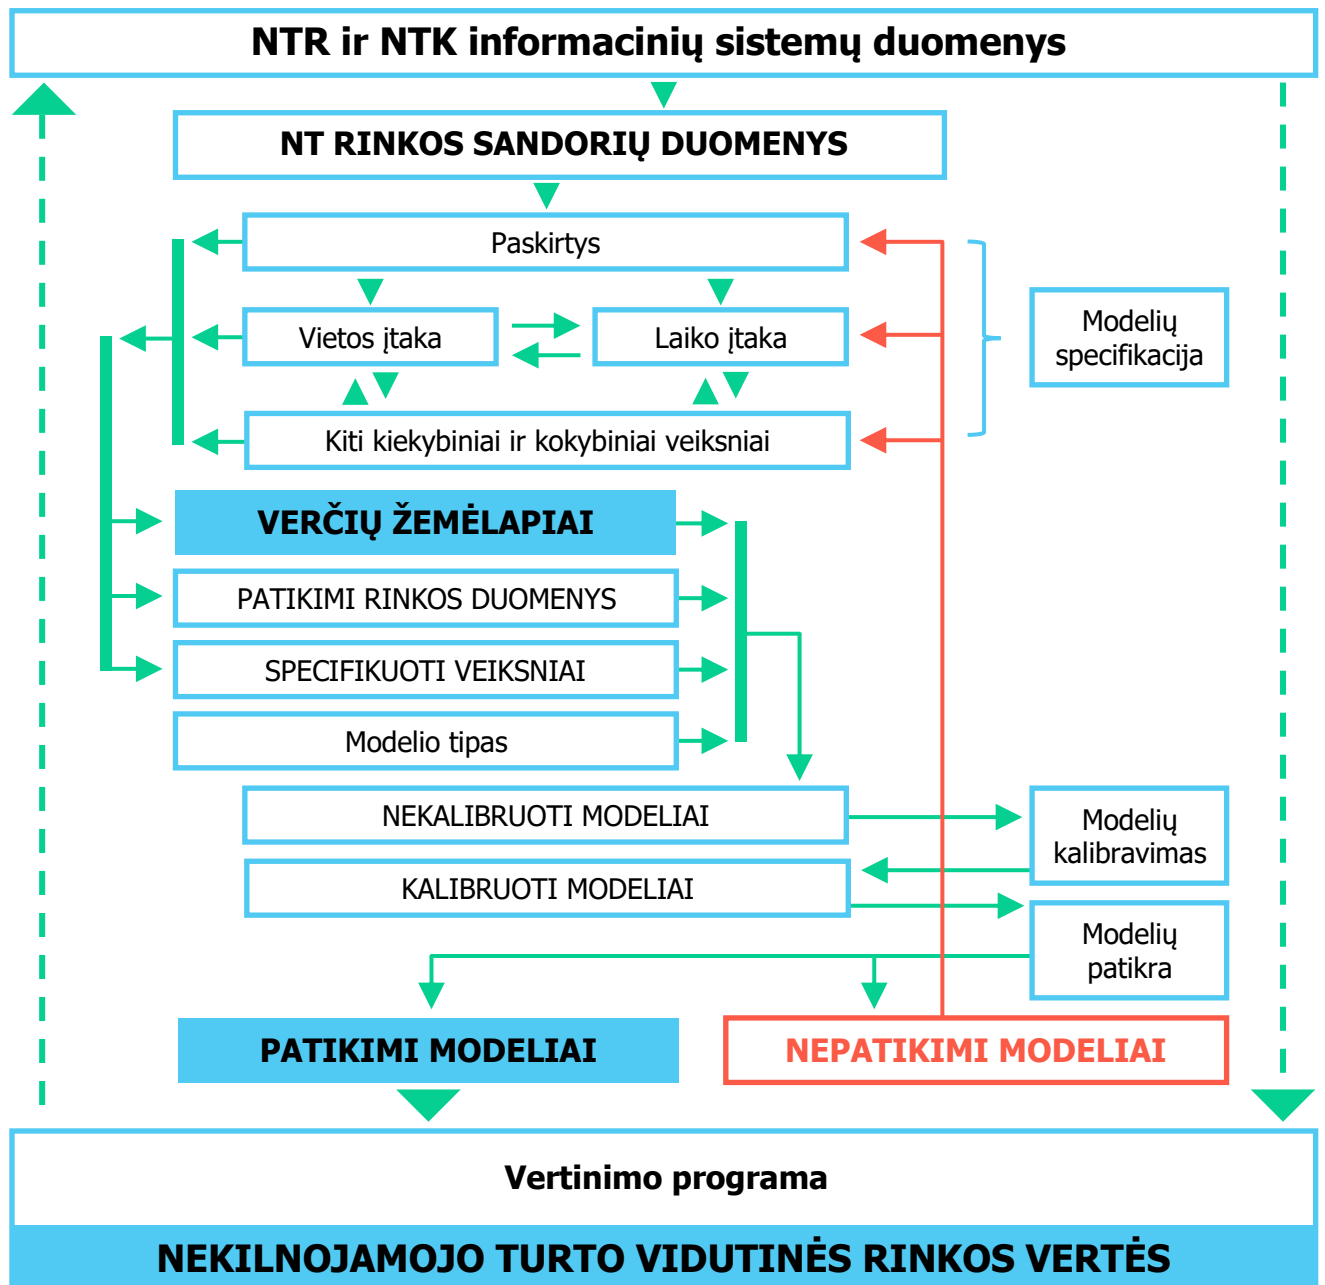 NTR ir NTK informacinių sistemų duomenys
NT RINKOS SANDORIŲ DUOMENYS
Paskirtys
Vietos įtaka
Laiko įtaka
Modelių
specifikacija
Kiti kiekybiniai ir kokybiniai veiksniai
VERČIŲ ŽEMĖLAPIAI
PATIKIMI RINKOS DUOMENYS
SPECIFIKUOTI VEIKSNIAI
Modelio tipas
NEKALIBRUOTI MODELIAI
Modelių
kalibravimas
KALIBRUOTI MODELIAI
Modelių
patikra
PATIKIMI MODELIAI
NEPATIKIMI MODELIAI
Vertinimo programa
NEKILNOJAMOJO TURTO VIDUTINĖS RINKOS VERTĖS